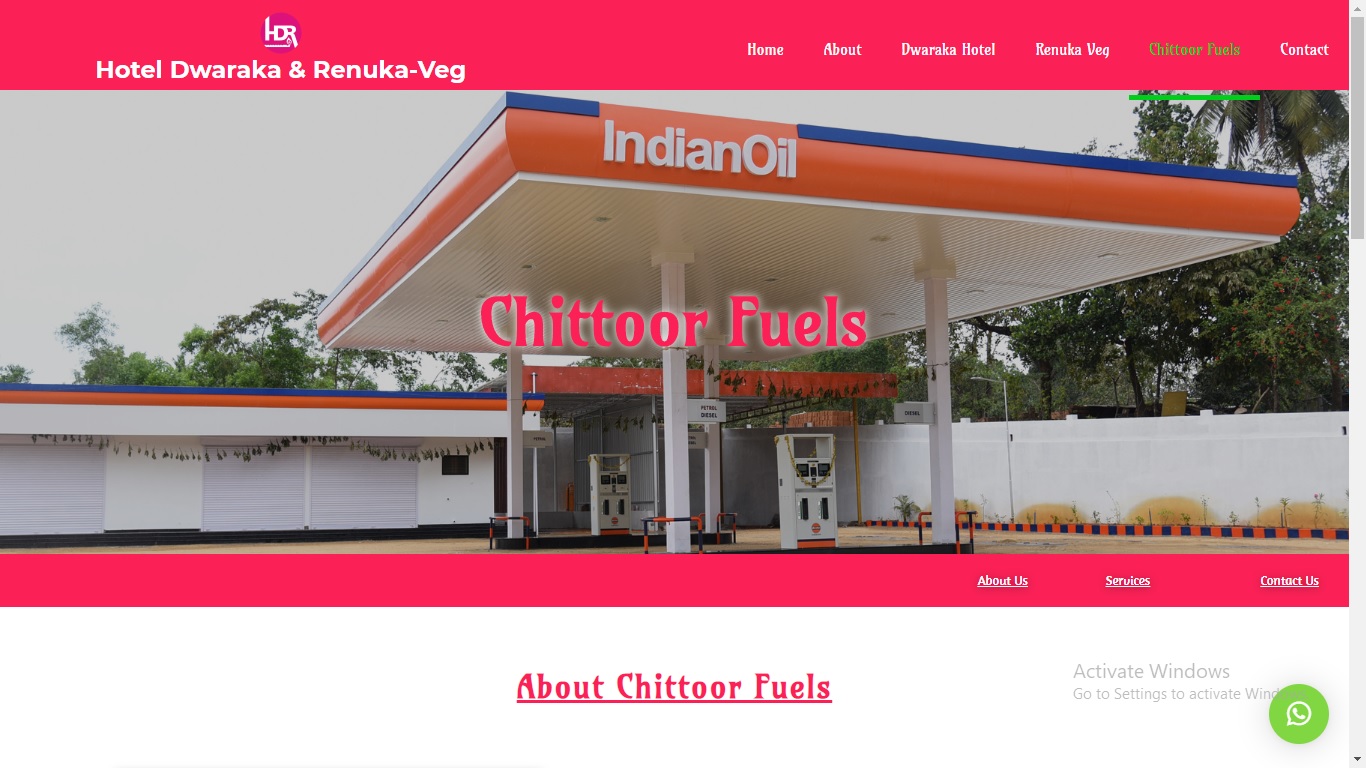 HDR
Hotel Dwaraka & Renuka-Veg
Home
About
Dwaraka Hotel
Renuka Veg
Chittoor Fuels
Contact
IndianOil
Chittoor Fuels
PETROL
DIESEL
DIESEL
PETROL
About Us
Services
Contact Us
About Chittoor Fuels
Activate Windows
Go to Settings to activate